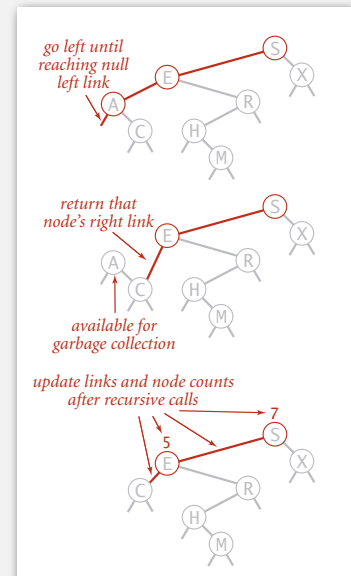 go left until
reaching null
left link
S
E
X
A
R
C
H
M
return that
node's right link
S
E
X
A
R
C
H
M
available for
garbage collection
update links and node counts
after recursive calls
7
5
S
E
X
C
R
H
M